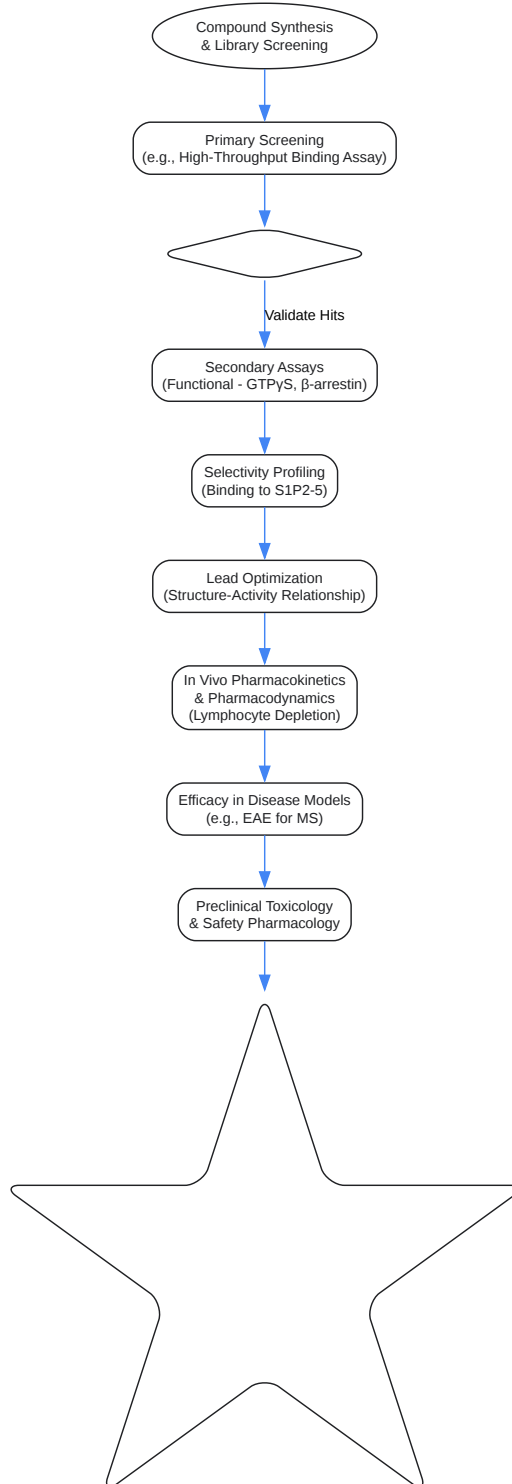 Compound Synthesis
& Library Screening
Primary Screening
(e.g., High-Throughput Binding Assay)
Validate Hits
Secondary Assays
(Functional - GTPγS, β-arrestin)
Selectivity Profiling
(Binding to S1P2-5)
Lead Optimization
(Structure-Activity Relationship)
In Vivo Pharmacokinetics
& Pharmacodynamics
(Lymphocyte Depletion)
Efficacy in Disease Models
(e.g., EAE for MS)
Preclinical Toxicology
& Safety Pharmacology